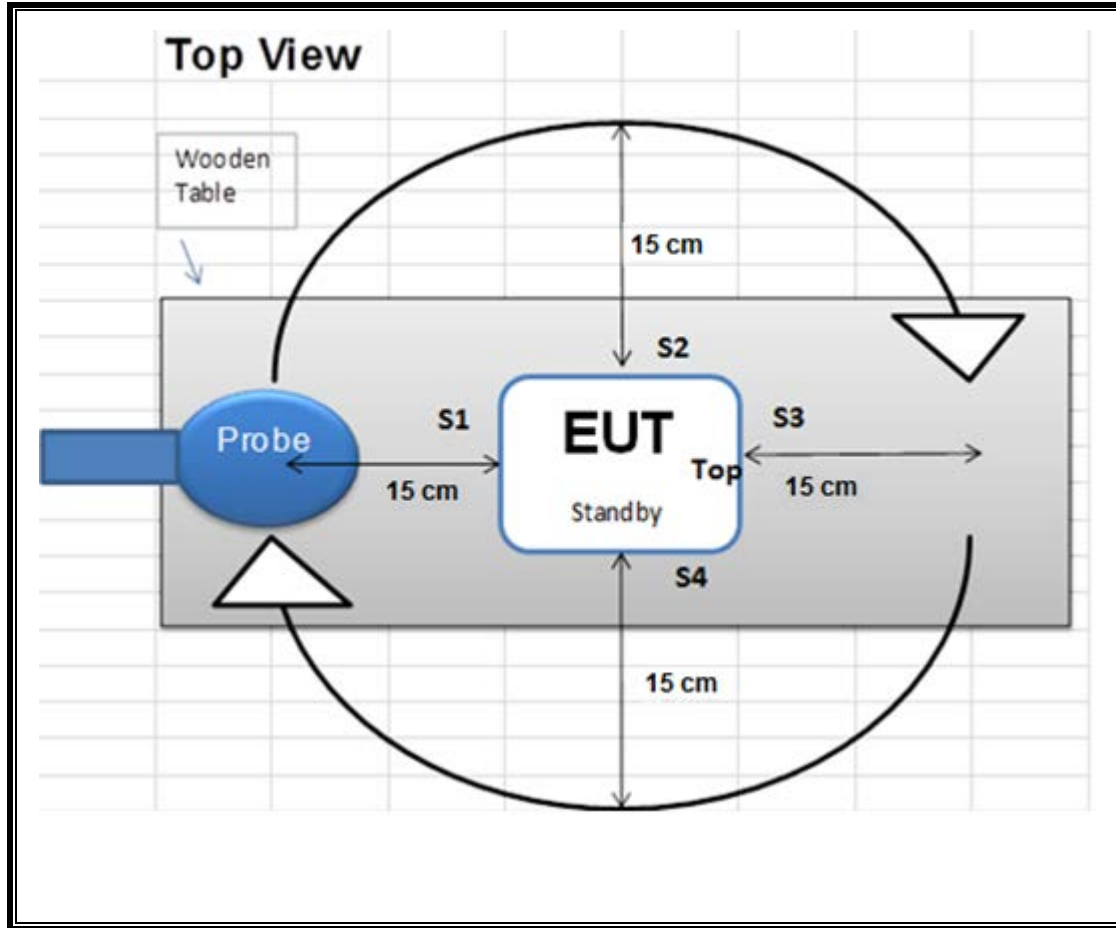 Top View
Wooden
Table
15 cm
S2
S1
EUT
S3
Probe
Top
15 cm
15 cm
Standby
S4
15 cm